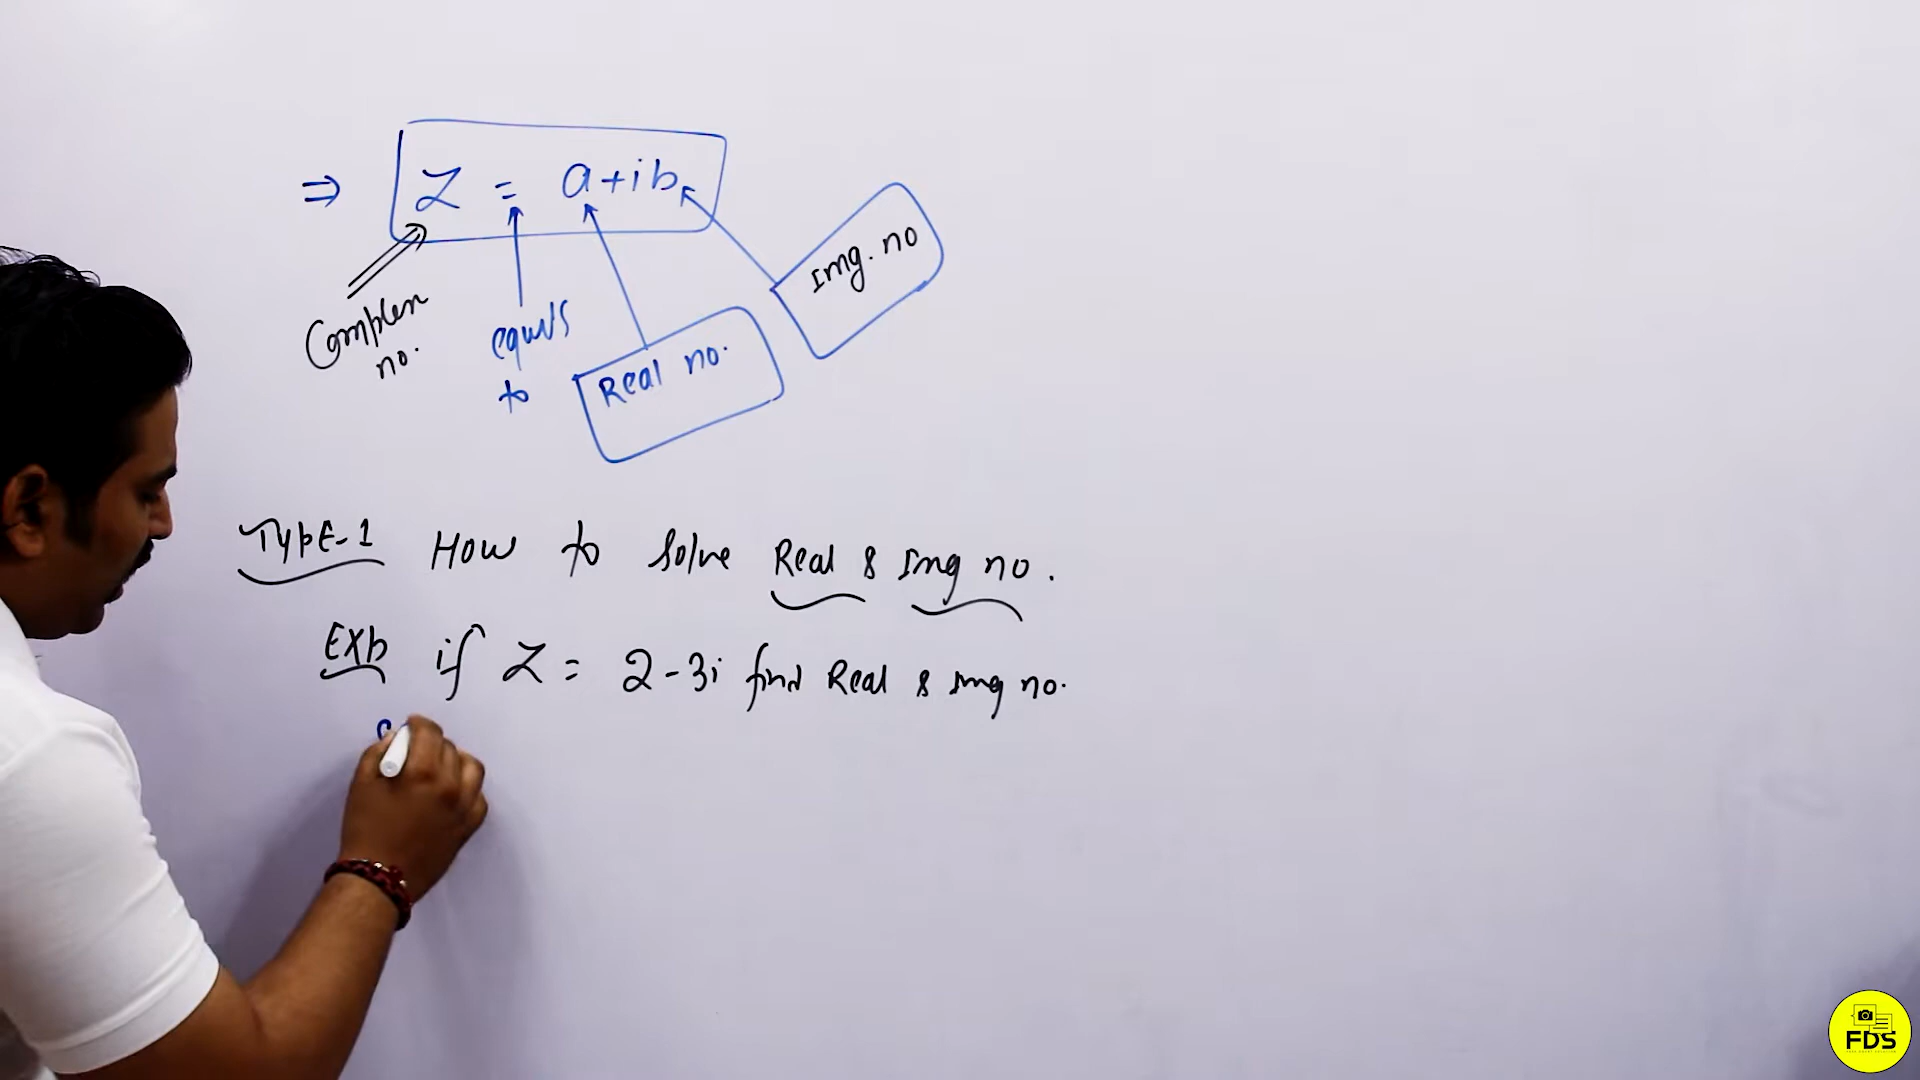 ⇒ Z = a+ib
Img. no
Complex
no.
equals
to
Real no.
Type-1 How to solve Real & Img no.
Exp if Z = 2-3i find Real & img no.
FDS